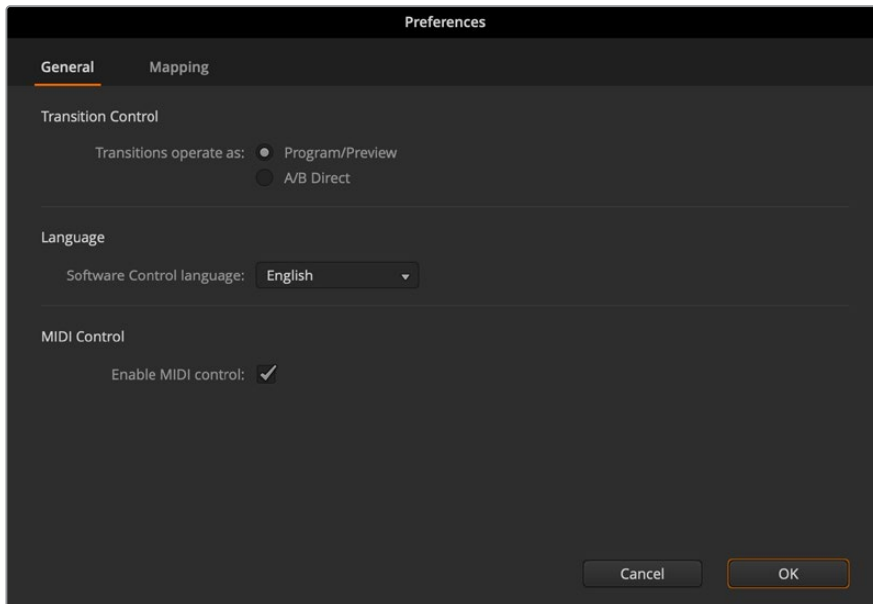 Preferences
General Mapping
Transition Control
Transitions operate as: Program/Preview
A/B Direct
Language
Software Control language: English
MIDI Control
Enable MIDI control:
Cancel OK